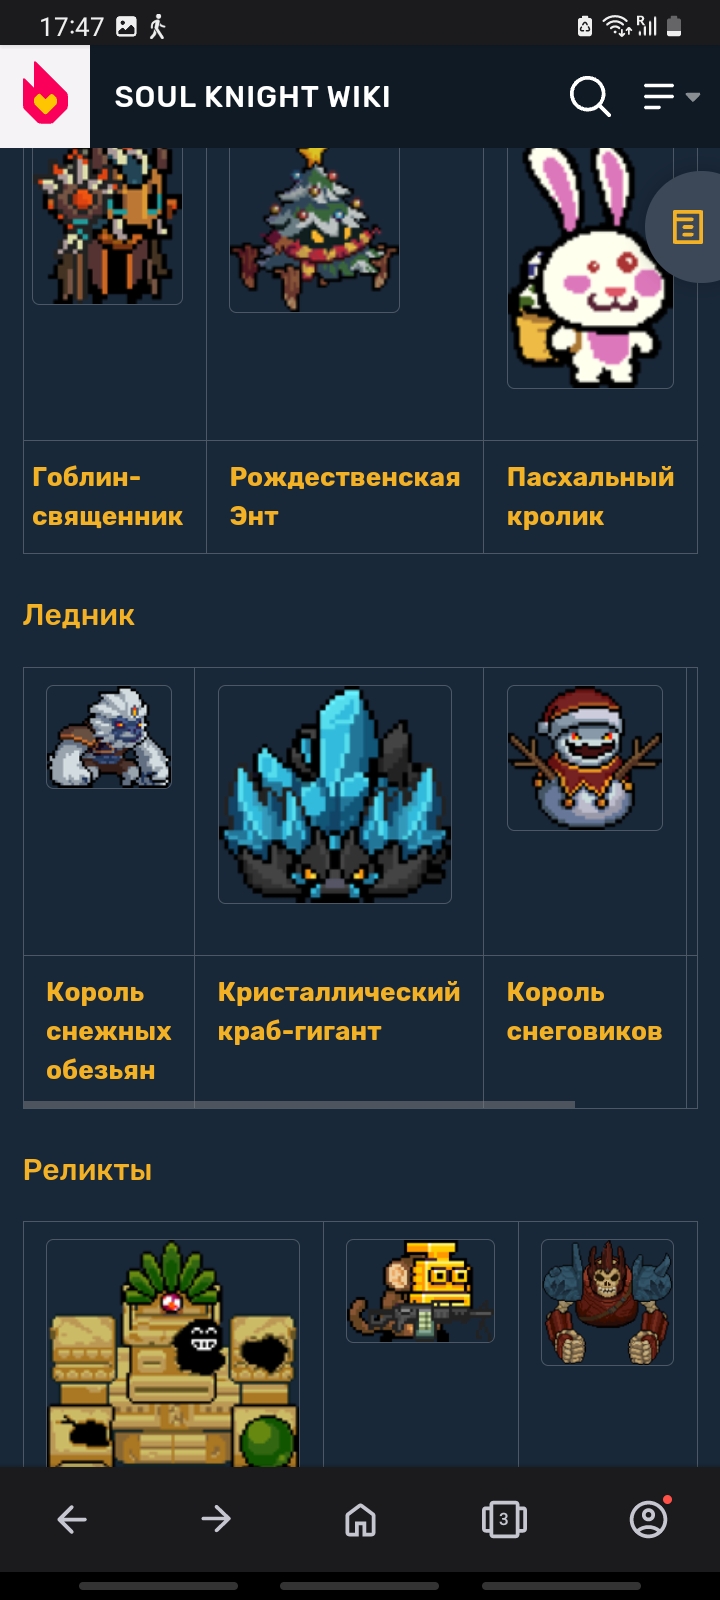 17:47
R
SOUL KNIGHT WIKI
Гоблин-
священник
Рождественская
Энт
Пасхальный
кролик
Ледник
Король
снежных
обезьян
Кристаллический
краб-гигант
Король
снеговиков
Реликты
3